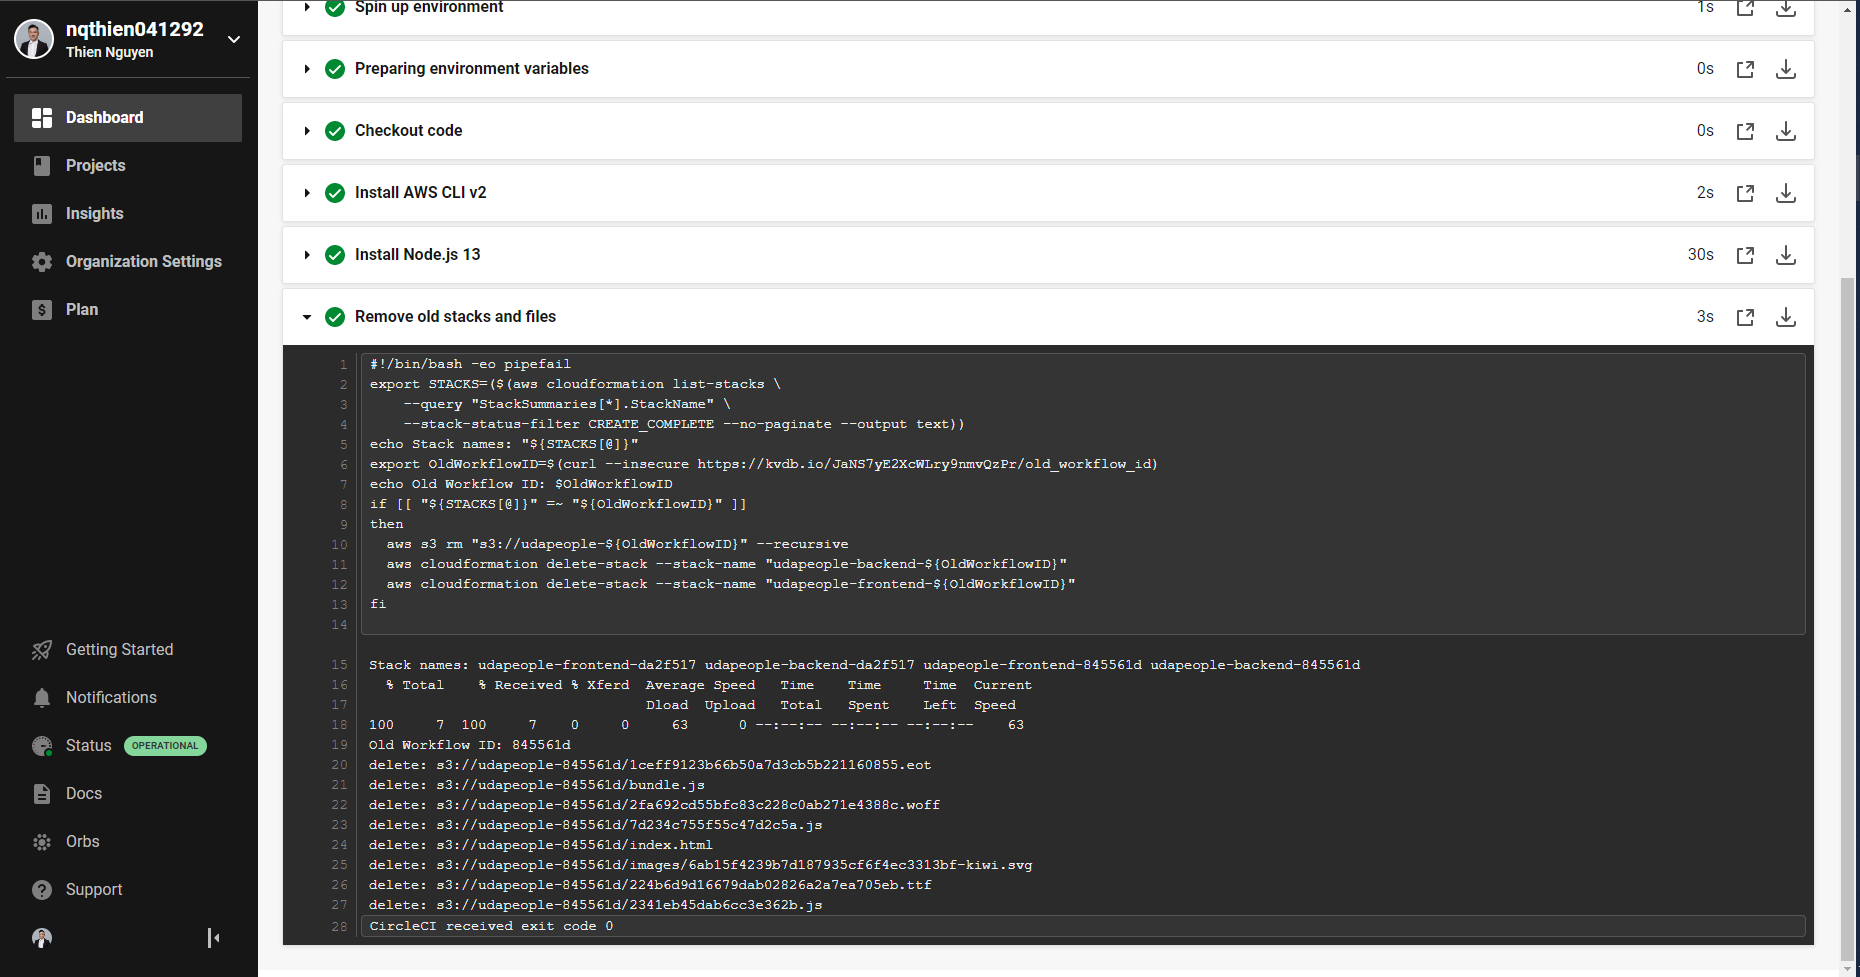 nqthien041292
Thien Nguyen
Dashboard
Projects
Insights
Organization Settings
Plan
Getting Started
Notifications
Status OPERATIONAL
Docs
Orbs
Support
Spin up environment 1s
Preparing environment variables 0s
Checkout code 0s
Install AWS CLI v2 2s
Install Node.js 13 30s
Remove old stacks and files 3s
1 #!/bin/bash -eo pipefail
2 export STACKS=($(aws cloudformation list-stacks \
3     --query "StackSummaries[*].StackName" \
4     --stack-status-filter CREATE_COMPLETE --no-paginate --output text))
5 echo Stack names: "${STACKS[@]}"
6 export OldWorkflowID=$(curl --insecure https://kvdb.io/JaNS7yE2XcWLry9nmvQzPr/old_workflow_id)
7 echo Old Workflow ID: $OldWorkflowID
8 if [[ "${STACKS[@]}" =~ "${OldWorkflowID}" ]]
9 then
10   aws s3 rm "s3://udapeople-${OldWorkflowID}" --recursive
11   aws cloudformation delete-stack --stack-name "udapeople-backend-${OldWorkflowID}"
12   aws cloudformation delete-stack --stack-name "udapeople-frontend-${OldWorkflowID}"
13 fi
14
15 Stack names: udapeople-frontend-da2f517 udapeople-backend-da2f517 udapeople-frontend-845561d udapeople-backend-845561d
16   % Total    % Received % Xferd  Average Speed   Time    Time     Time  Current
17                                  Dload  Upload   Total   Spent    Left  Speed
18 100     7  100     7    0     0     63      0 --:--:-- --:--:-- --:--:--    63
19 Old Workflow ID: 845561d
20 delete: s3://udapeople-845561d/1ceff9123b66b50a7d3cb5b221160855.eot
21 delete: s3://udapeople-845561d/bundle.js
22 delete: s3://udapeople-845561d/2fa692cd55bfc83c228c0ab271e4388c.woff
23 delete: s3://udapeople-845561d/7d234c755f55c47d2c5a.js
24 delete: s3://udapeople-845561d/index.html
25 delete: s3://udapeople-845561d/images/6ab15f4239b7d187935cf6f4ec3313bf-kiwi.svg
26 delete: s3://udapeople-845561d/224b6d9d16679dab02826a2a7ea705eb.ttf
27 delete: s3://udapeople-845561d/2341eb45dab6cc3e362b.js
28 CircleCI received exit code 0